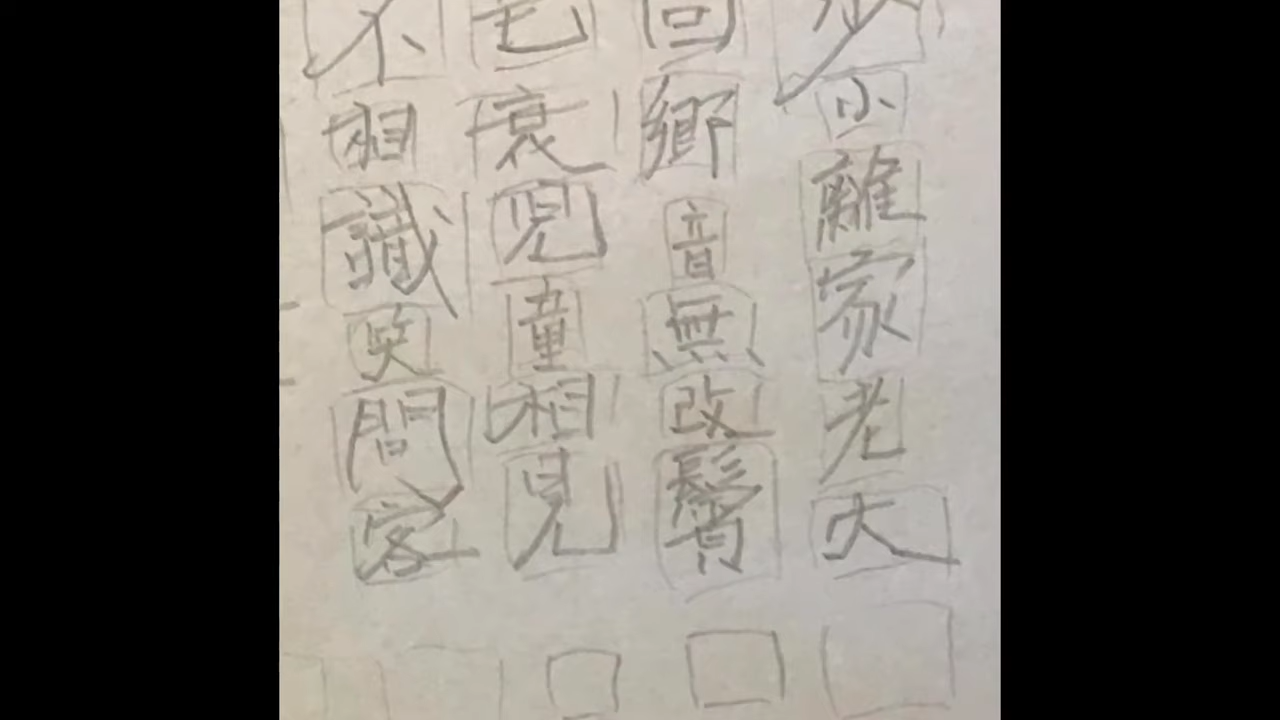 少小離家老大
回鄉音無改鬢
毛衰兒童相見
不相識笑問客